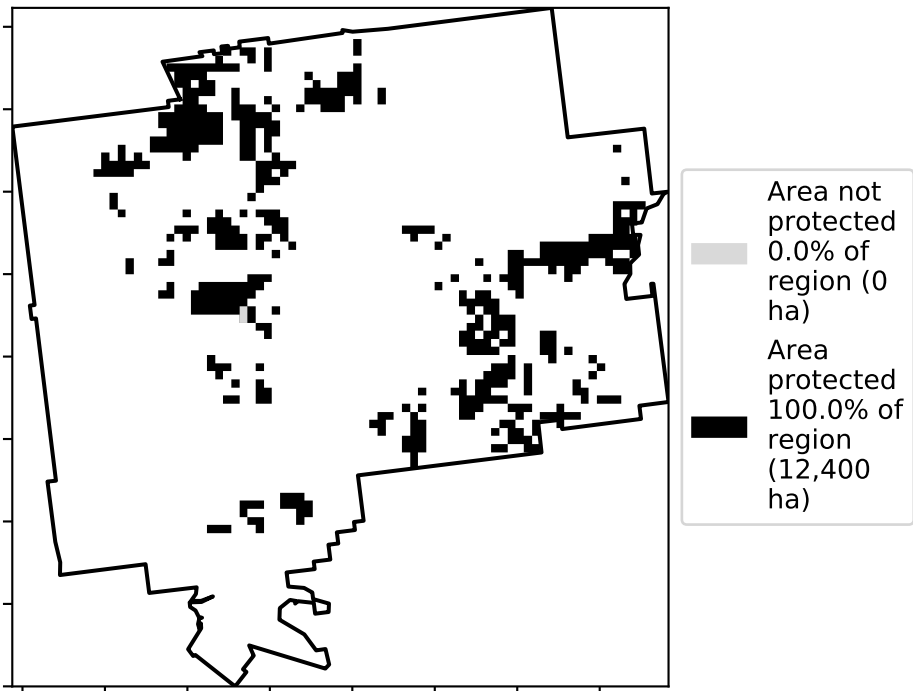 Area not
protected
0.0% of
region (0
ha)
Area
protected
100.0% of
region
(12,400
ha)